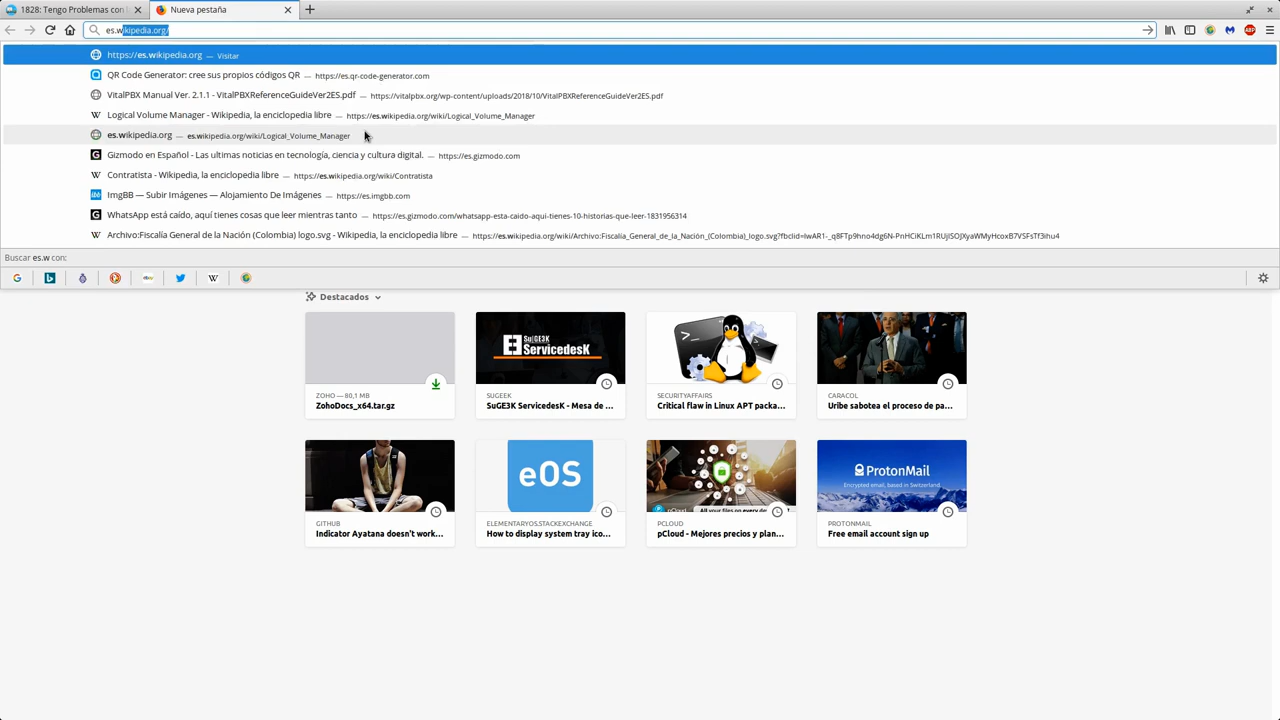 1828: Tengo Problemas con
Nueva pestaña
es.wikipedia.org/
https://es.wikipedia.org — Visitar
QR Code Generator: cree sus propios códigos QR — https://es.qr-code-generator.com
VitalPBX Manual Ver. 2.1.1 - VitalPBXReferenceGuideVer2ES.pdf — https://vitalpbx.org/wp-content/uploads/2018/10/VitalPBXReferenceGuideVer2ES.pdf
Logical Volume Manager - Wikipedia, la enciclopedia libre — https://es.wikipedia.org/wiki/Logical_Volume_Manager
es.wikipedia.org — es.wikipedia.org/wiki/Logical_Volume_Manager
Gizmodo en Español - Las ultimas noticias en tecnología, ciencia y cultura digital. — https://es.gizmodo.com
Contratista - Wikipedia, la enciclopedia libre — https://es.wikipedia.org/wiki/Contratista
ImgBB — Subir Imágenes — Alojamiento De Imágenes — https://es.imgbb.com
WhatsApp está caído, aquí tienes cosas que leer mientras tanto — https://es.gizmodo.com/whatsapp-esta-caido-aqui-tienes-10-historias-que-leer-1831956314
Archivo:Fiscalía General de la Nación (Colombia) logo.svg - Wikipedia, la enciclopedia libre —
Buscar es.w con:
Destacados
SuGE3K
ServicedesK
ZOHO — 80,1 MB
ZohoDocs_x64.tar.gz
SUGEEK
SuGE3K ServicedesK - Mesa de ...
SECURITYAFFAIRS
Critical flaw in Linux APT packa...
CARACOL
Uribe sabotea el proceso de pa...
eOS
ProtonMail
Encrypted email, based in Switzerland.
GITHUB
Indicator Ayatana doesn't work...
ELEMENTARYOS.STACKEXCHANGE
How to display system tray ico...
PCLOUD
pCloud - Mejores precios y plan...
PROTONMAIL
Free email account sign up